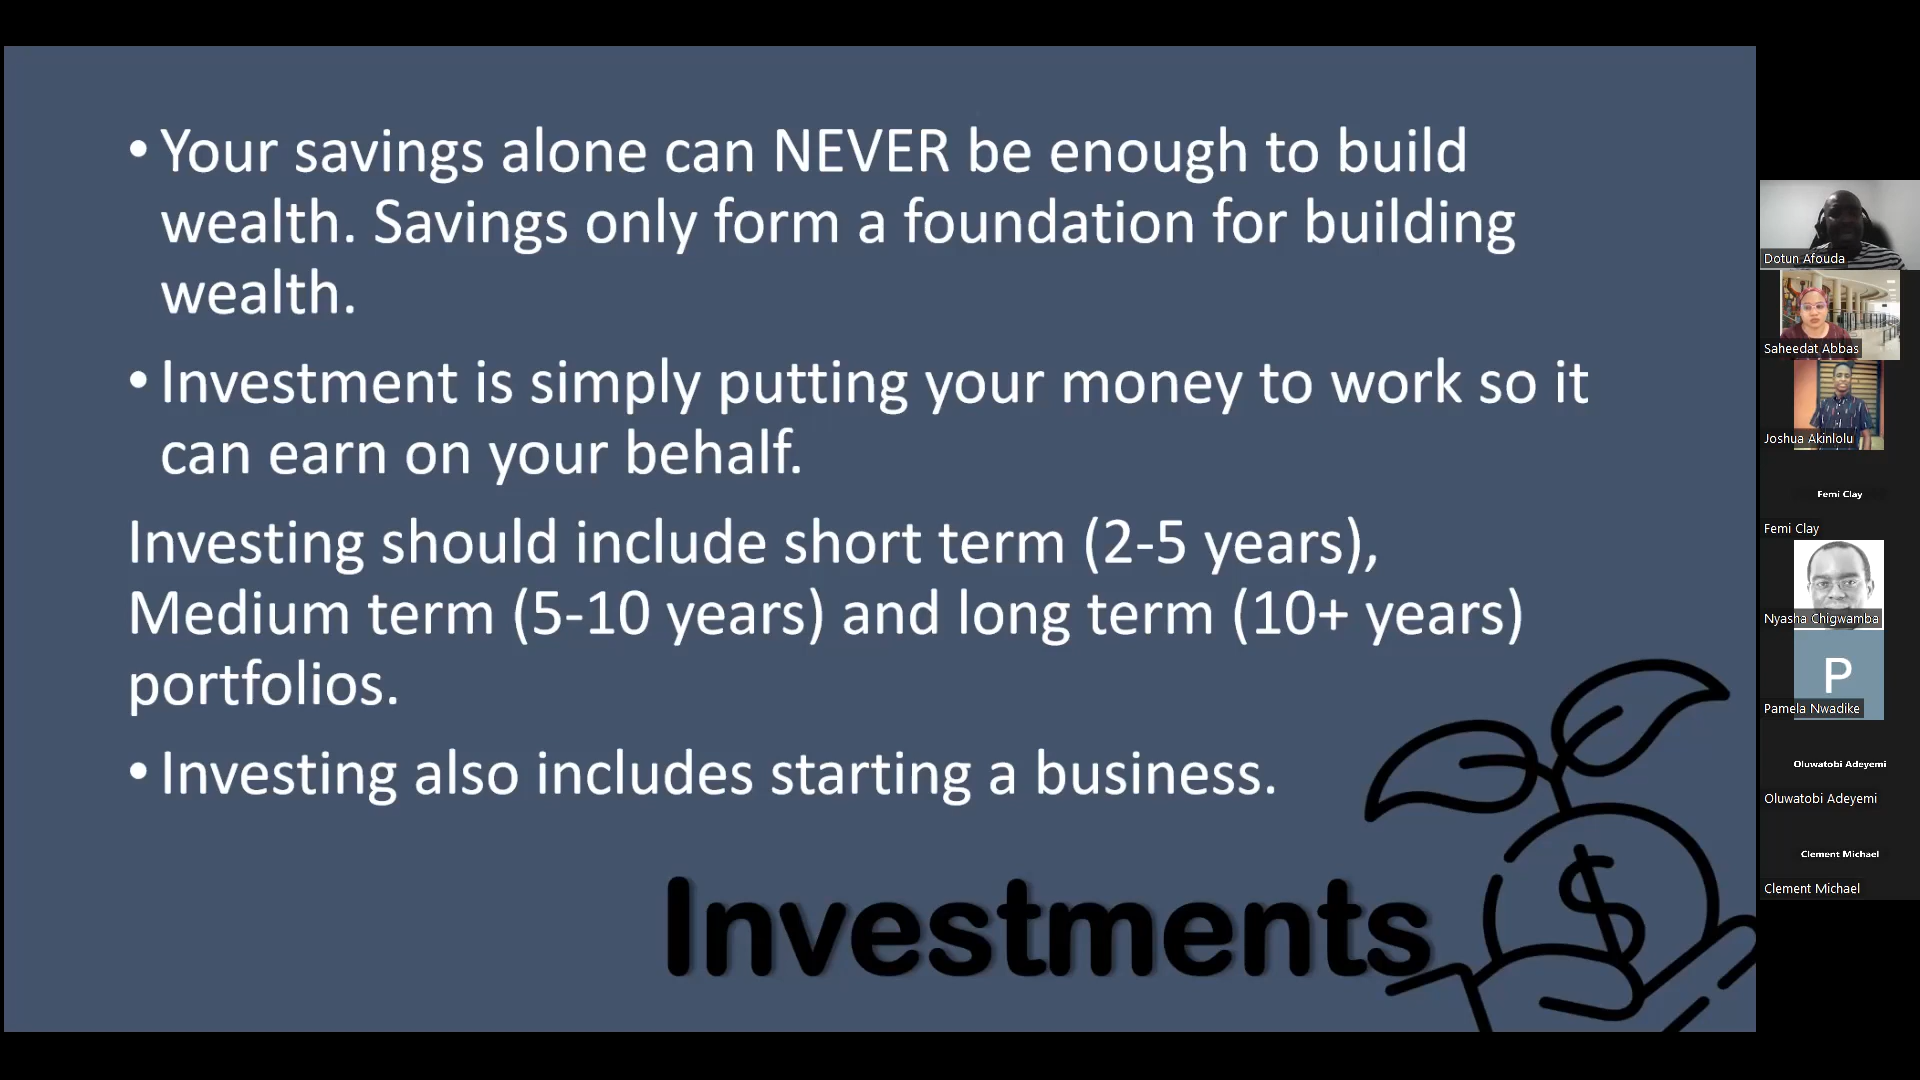 • Your savings alone can NEVER be enough to build
wealth. Savings only form a foundation for building
wealth.
• Investment is simply putting your money to work so it
can earn on your behalf.
Investing should include short term (2-5 years),
Medium term (5-10 years) and long term (10+ years)
portfolios.
• Investing also includes starting a business.
Investments
$
Dotun Afouda
Saheedat Abbas
Joshua Akinlolu
Femi Clay
Femi Clay
Nyasha Chigwamba
P
Pamela Nwadike
Oluwatobi Adeyemi
Oluwatobi Adeyemi
Clement Michael
Clement Michael